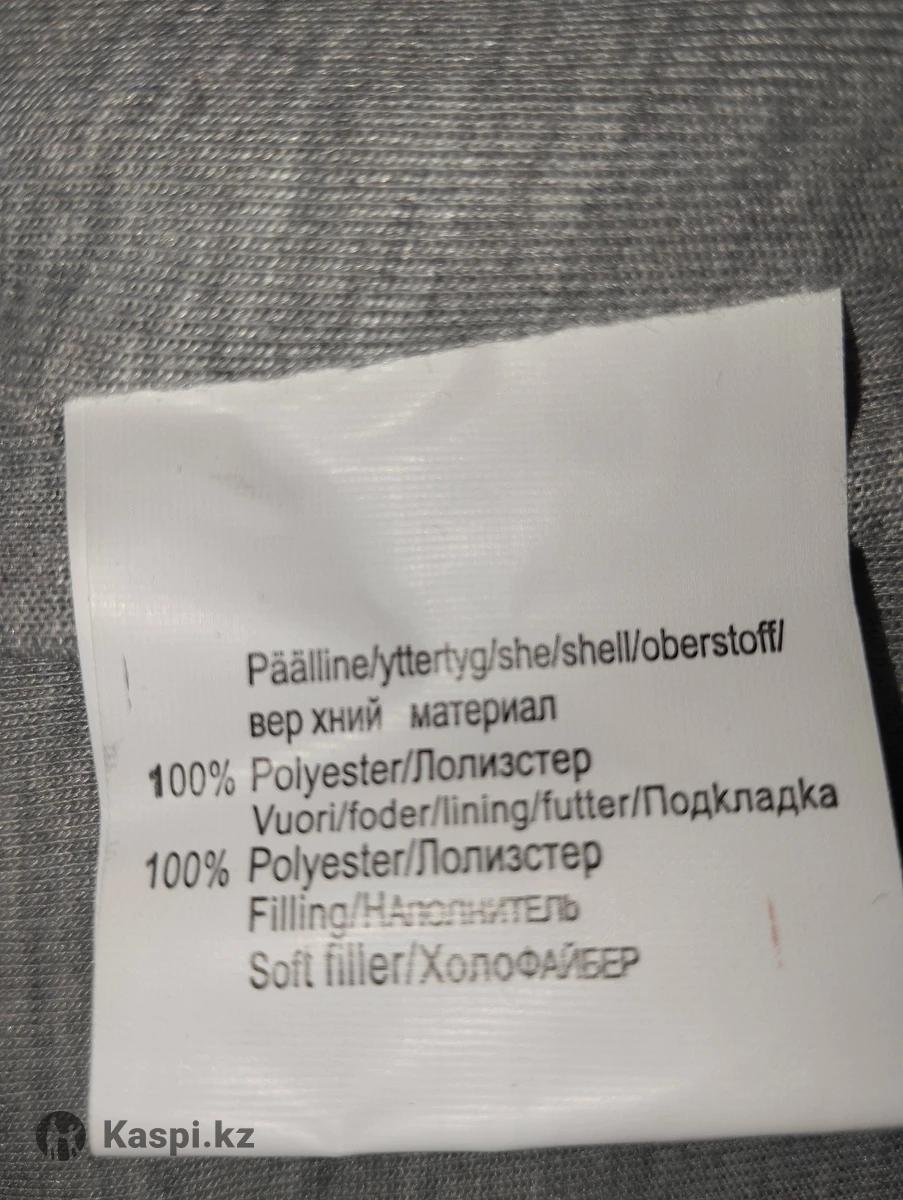 Päälline/yttertyg/she/shell/oberstoff/
вер хний материал
100% Polyester/Лолизстер
Vuori/foder/lining/futter/Подкладка
100% Polyester/Лолизстер
Filling/НАполНИТЕЛЬ
Soft filler/ХолоФАЙБЕР
Kaspi.kz